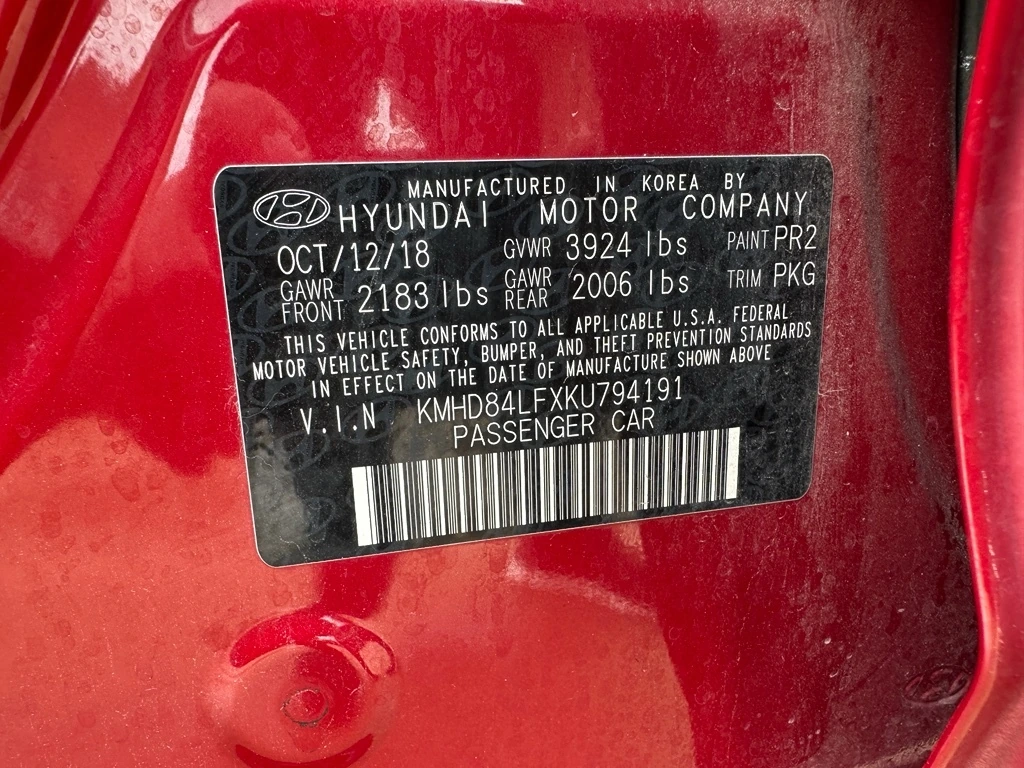 MANUFACTURED IN KOREA BY
HYUNDAI MOTOR COMPANY
OCT/12/18 GVWR 3924 lbs PAINT PR2
GAWR FRONT 2183 lbs GAWR REAR 2006 lbs TRIM PKG
THIS VEHICLE CONFORMS TO ALL APPLICABLE U.S.A. FEDERAL
MOTOR VEHICLE SAFETY, BUMPER, AND THEFT PREVENTION STANDARDS
IN EFFECT ON THE DATE OF MANUFACTURE SHOWN ABOVE
V.I.N KMHD84LFXKU794191
PASSENGER CAR